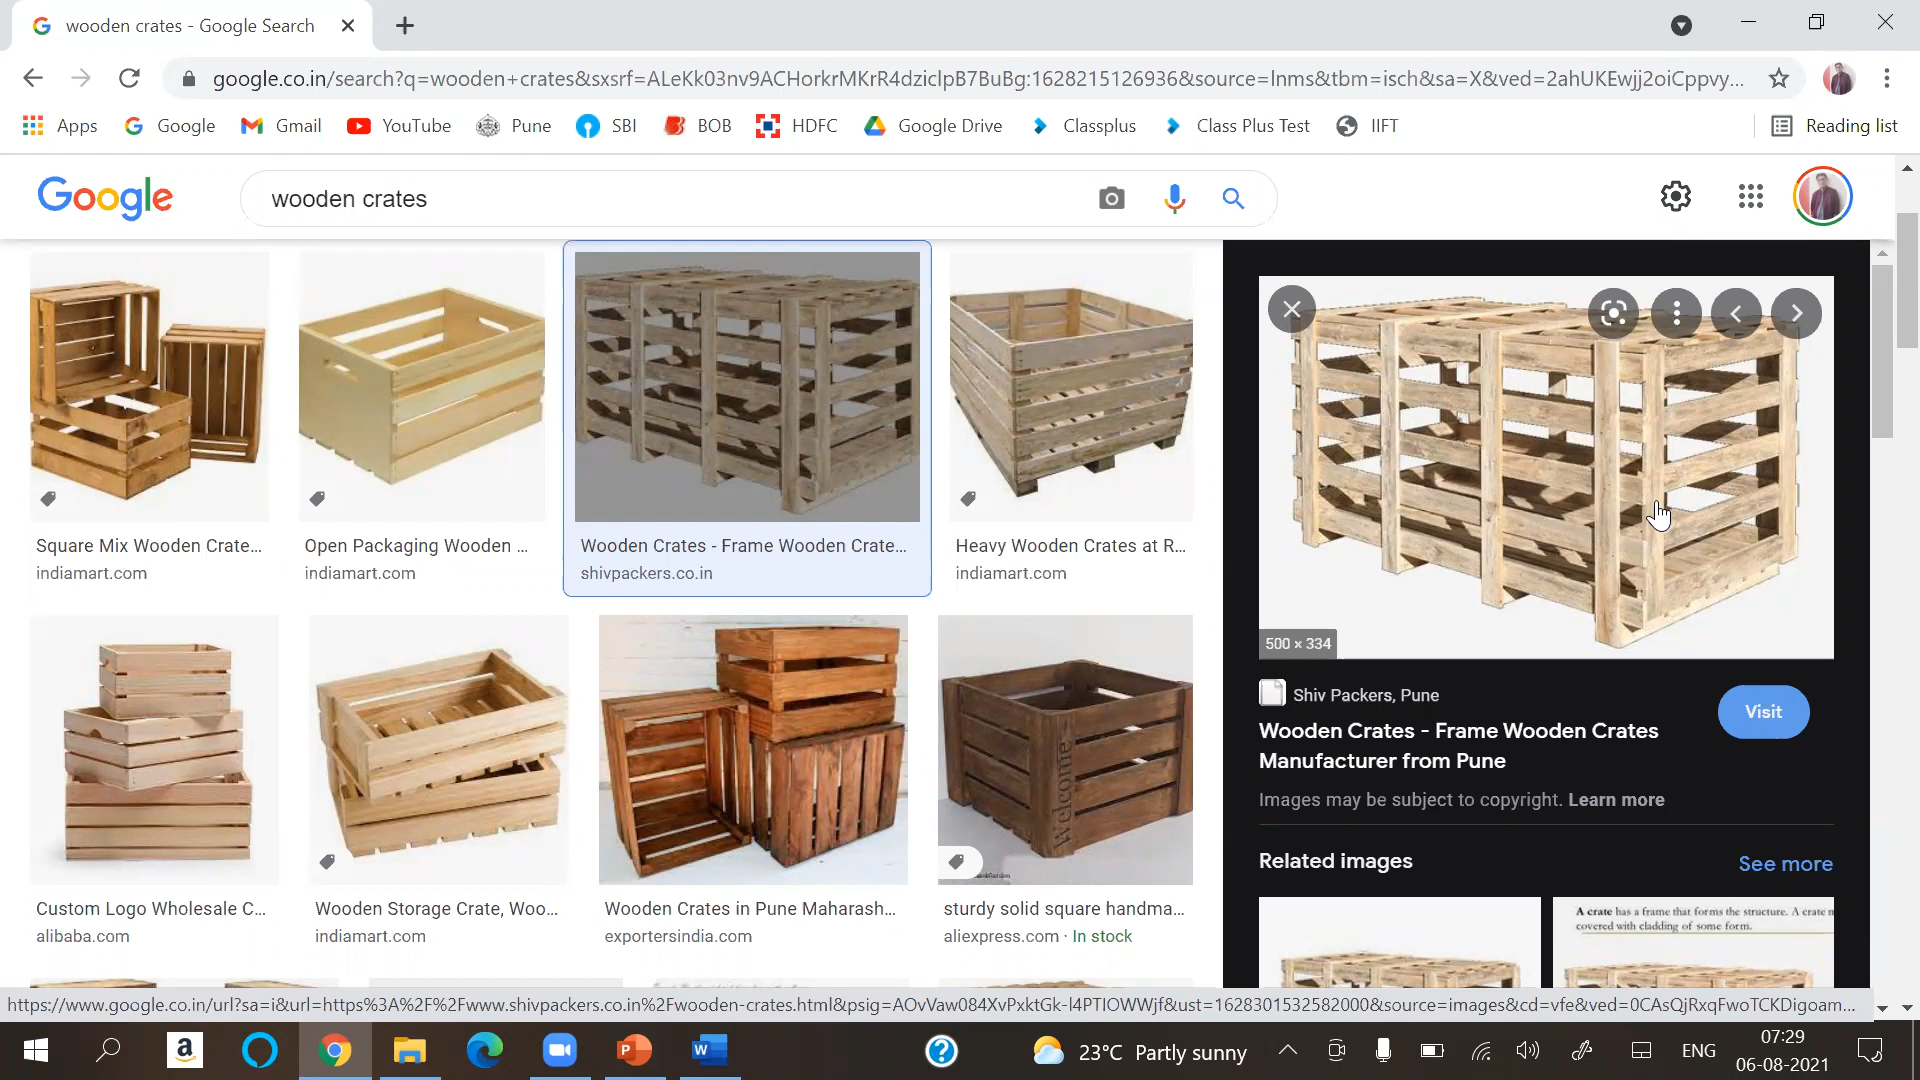 wooden crates - Google Search
google.co.in/search?q=wooden+crates&sxsrf=ALeKk03nv9ACHorkrMKrR4dziclpB7BuBg:1628215126936&source=lnms&tbm=isch&sa=X&ved=2ahUKEwjj2oiCppvy...
Apps Google Gmail YouTube Pune SBI BOB HDFC Google Drive Classplus Class Plus Test IIFT Reading list
Google wooden crates
Square Mix Wooden Crate... Open Packaging Wooden ... Wooden Crates - Frame Wooden Crate... Heavy Wooden Crates at R...
indiamart.com indiamart.com shivpackers.co.in indiamart.com
500 × 334
Shiv Packers, Pune
Visit
Wooden Crates - Frame Wooden Crates
Manufacturer from Pune
Images may be subject to copyright. Learn more
Related images See more
Welcome
Custom Logo Wholesale C... Wooden Storage Crate, Woo... Wooden Crates in Pune Maharash... sturdy solid square handma...
alibaba.com indiamart.com exportersindia.com aliexpress.com · In stock
A crate has a frame that forms the structure. A crate
covered with cladding of some form.
https://www.google.co.in/url?sa=i&url=https%3A%2F%2Fwww.shivpackers.co.in%2Fwooden-crates.html&psig=AOvVaw084XvPxktGk-l4PTIOWWjf&ust=1628301532582000&source=images&cd=vfe&ved=0CAsQjRxqFwoTCKDigoam...
23°C Partly sunny ENG
07:29
06-08-2021